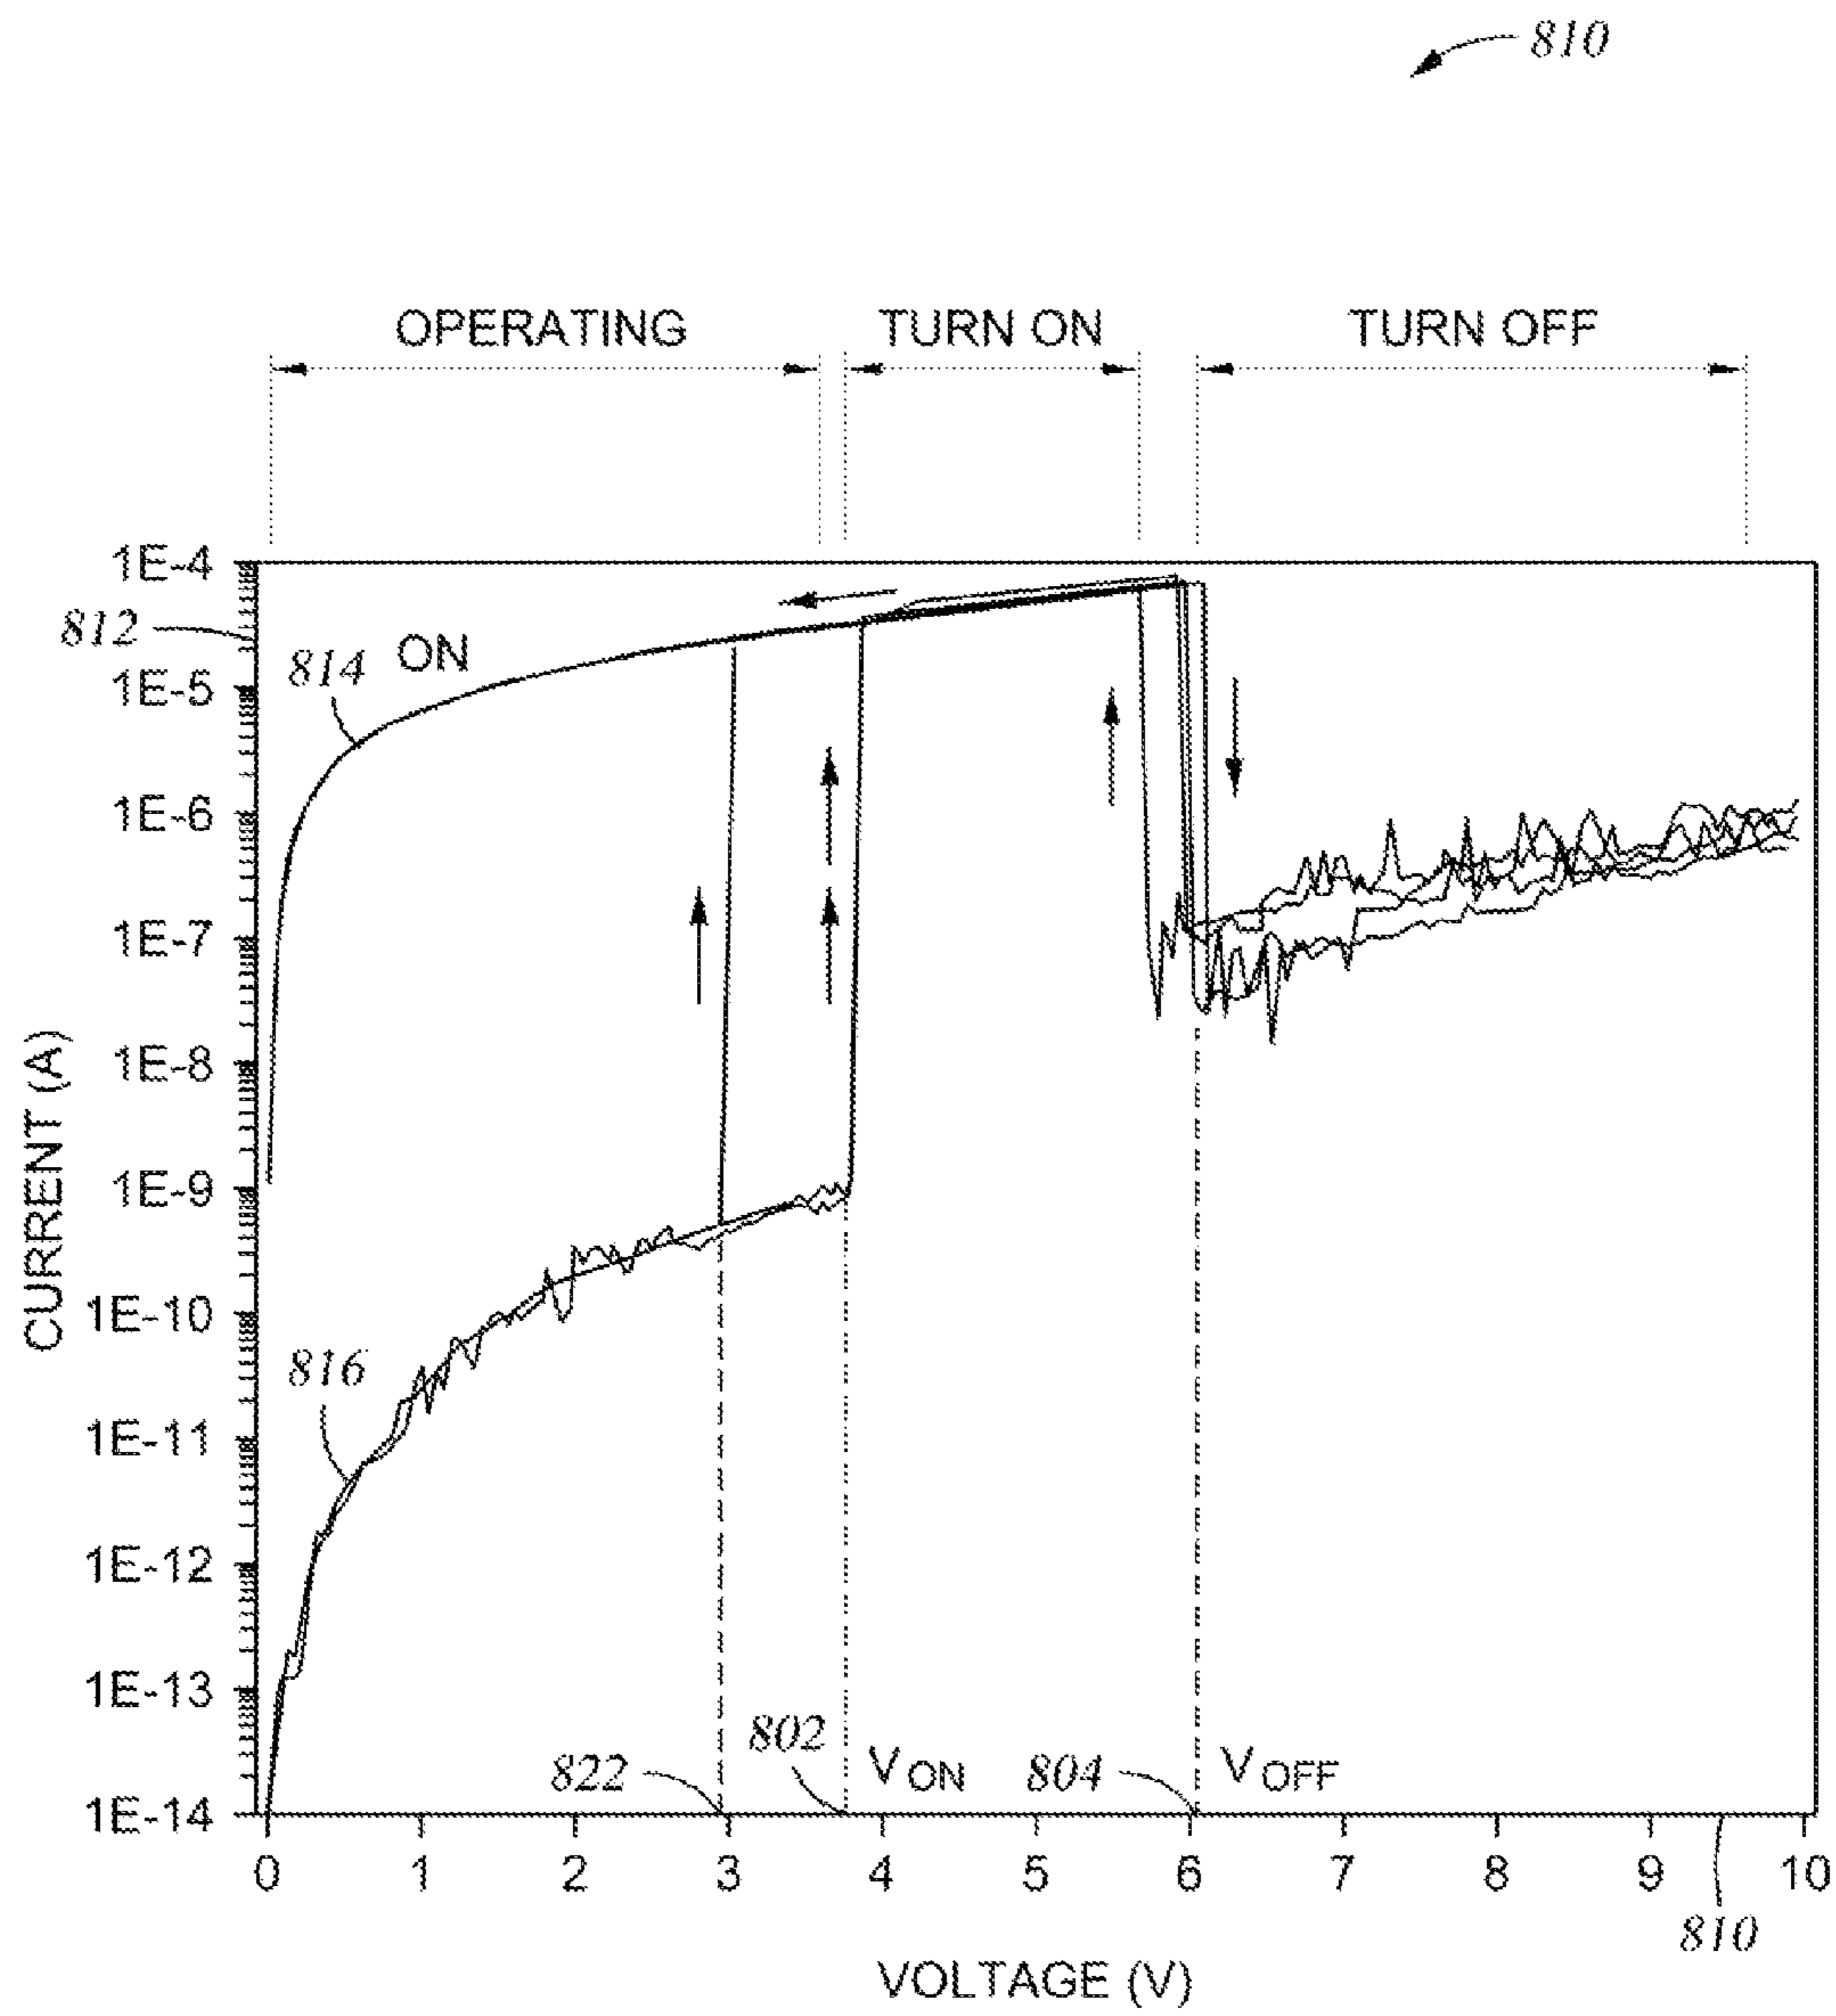 810
OPERATING TURN ON TURN OFF
1E-4
812
814 ON
1E-5
1E-6
1E-7
1E-8
1E-9
1E-10
816
1E-11
1E-12
1E-13
1E-14
CURRENT (A)
822 802 VON 804 VOFF
0 1 2 3 4 5 6 7 8 9 10
810
VOLTAGE (V)